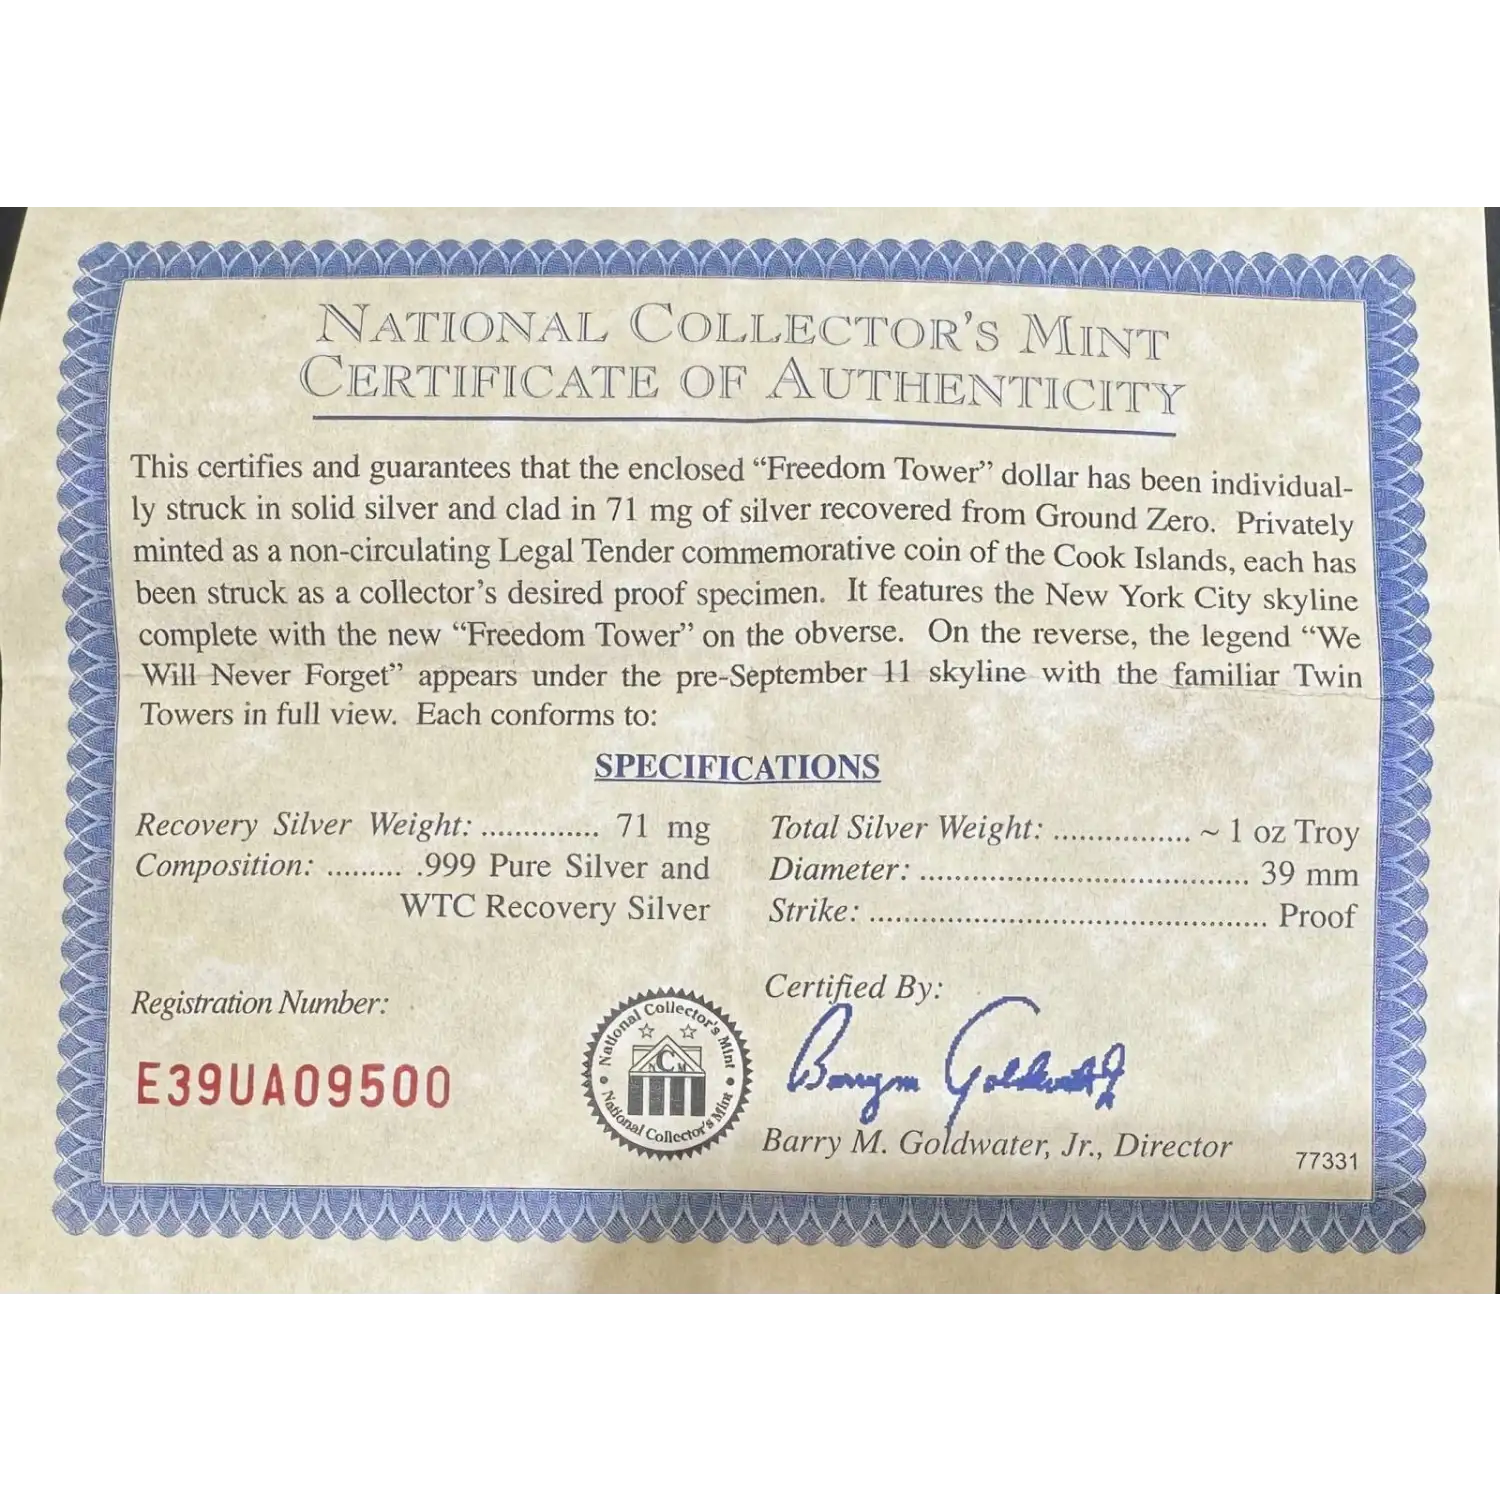 NATIONAL COLLECTOR'S MINT
CERTIFICATE OF AUTHENTICITY
This certifies and guarantees that the enclosed “Freedom Tower” dollar has been individual-
ly struck in solid silver and clad in 71 mg of silver recovered from Ground Zero. Privately
minted as a non-circulating Legal Tender commemorative coin of the Cook Islands, each has
been struck as a collector’s desired proof specimen. It features the New York City skyline
complete with the new “Freedom Tower” on the obverse. On the reverse, the legend “We
Will Never Forget” appears under the pre-September 11 skyline with the familiar Twin
Towers in full view. Each conforms to:
SPECIFICATIONS
Recovery Silver Weight: .............. 71 mg
Composition: ......... .999 Pure Silver and
WTC Recovery Silver
Total Silver Weight: ................ ~ 1 oz Troy
Diameter: ....................................... 39 mm
Strike: ............................................... Proof
Registration Number:
E39UA09500
National Collector's Mint
NCM
National Collector's Mint
Certified By:
Barry M Goldwater Jr
Barry M. Goldwater, Jr., Director
77331